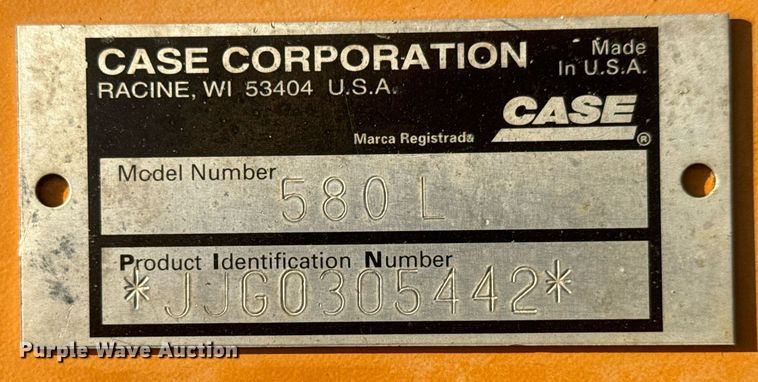 CASE CORPORATION
RACINE, WI 53404 U.S.A.
Made
In U.S.A.
CASE
®
Marca Registrada
Model Number
580 L
Product Identification Number
*JJG0305442*
Purple Wave Auction